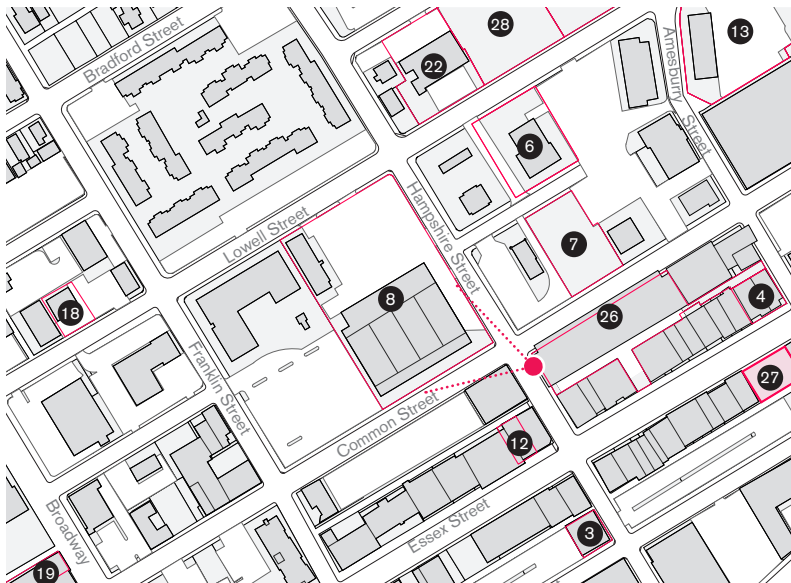 28
13
Bradford Street
22
Amesbury Street
6
Hampshire Street
Lowell Street
7
8
4
18
26
Franklin Street
27
Common Street
12
Essex Street
3
Broadway
19